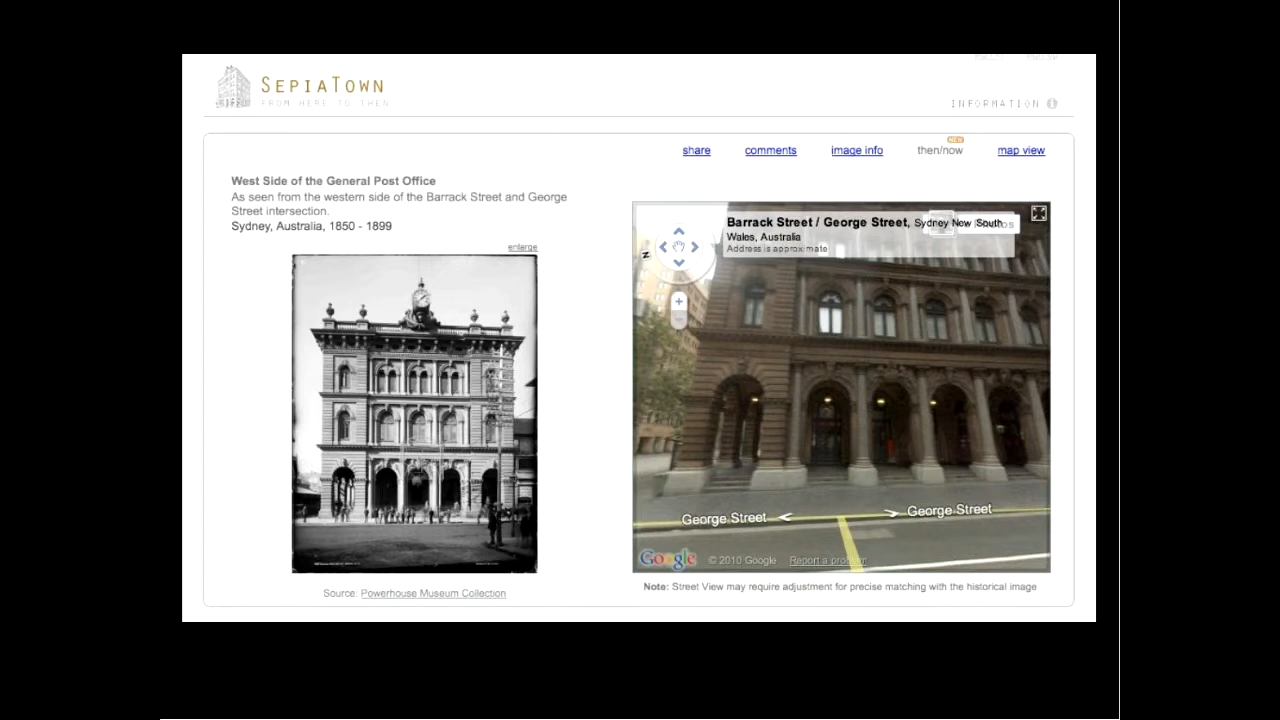 SEPIATOWN
FROM HERE TO THEN
INFORMATION
NEW
share comments image info then/now map view
West Side of the General Post Office
As seen from the western side of the Barrack Street and George
Street intersection.
Sydney, Australia, 1850 - 1899
enlarge
Barrack Street / George Street, Sydney New South
Wales, Australia
Address is approximate
N
George Street
George Street
Google © 2010 Google Report a problem
Note: Street View may require adjustment for precise matching with the historical image
Source: Powerhouse Museum Collection